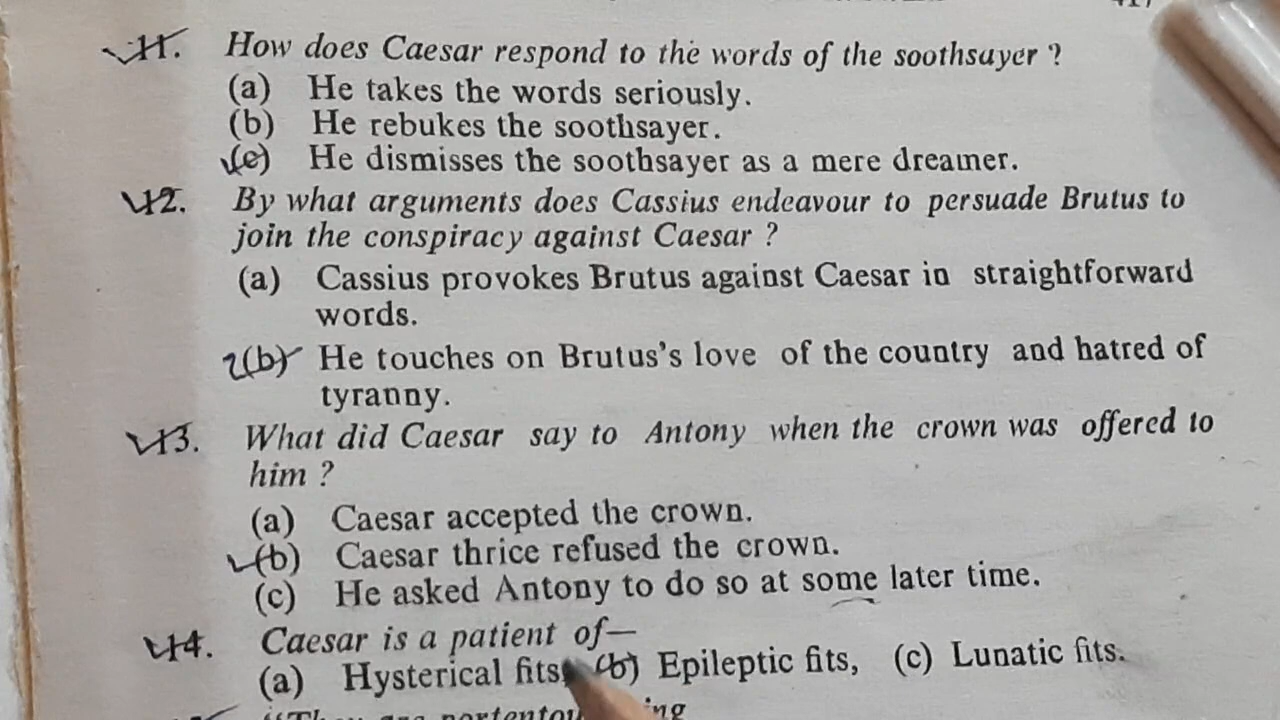 11. How does Caesar respond to the words of the soothsayer ?
(a) He takes the words seriously.
(b) He rebukes the soothsayer.
(c) He dismisses the soothsayer as a mere dreamer.
12. By what arguments does Cassius endeavour to persuade Brutus to
join the conspiracy against Caesar ?
(a) Cassius provokes Brutus against Caesar in straightforward
words.
(b) He touches on Brutus's love of the country and hatred of
tyranny.
13. What did Caesar say to Antony when the crown was offered to
him ?
(a) Caesar accepted the crown.
(b) Caesar thrice refused the crown.
(c) He asked Antony to do so at some later time.
14. Caesar is a patient of—
(a) Hysterical fits, (b) Epileptic fits, (c) Lunatic fits.
"They are